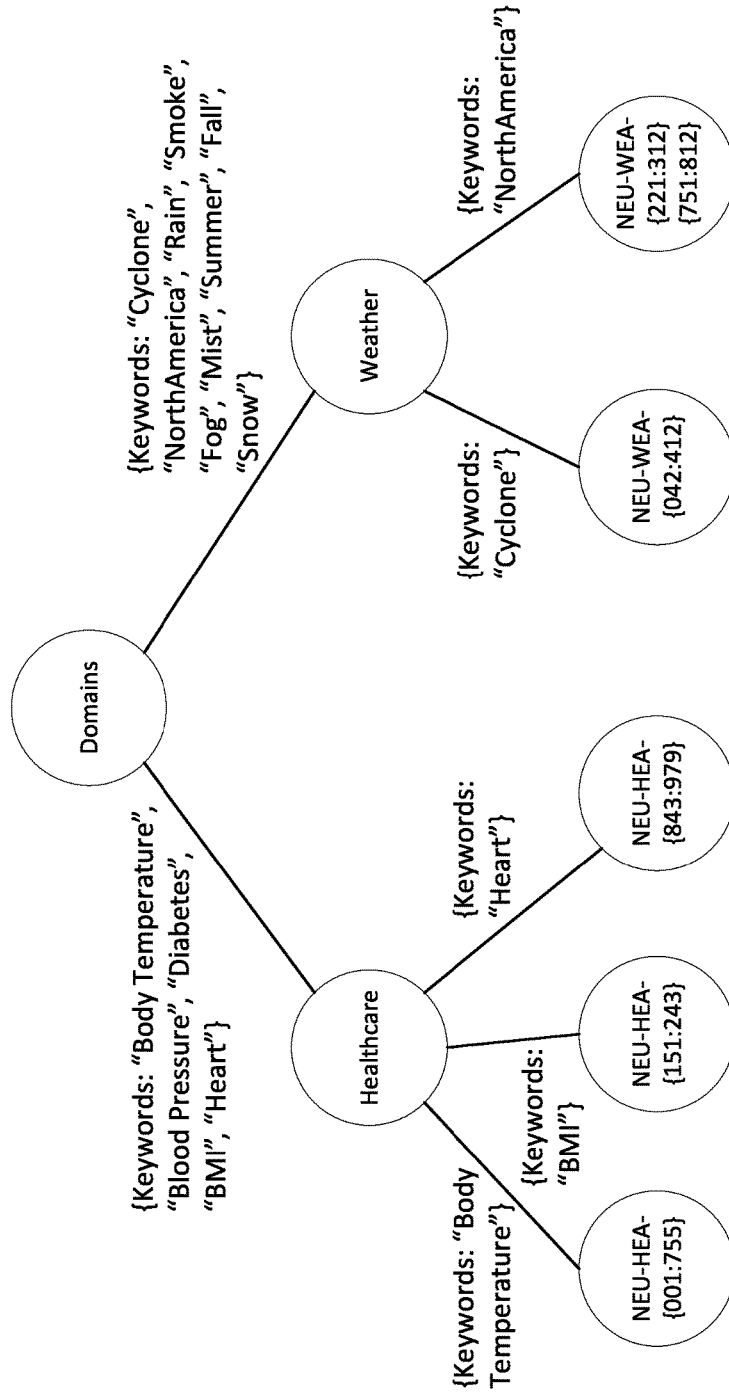 Domains
{Keywords: “Body Temperature”,
“Blood Pressure”, “Diabetes”,
“BMI”, “Heart”}
{Keywords: “Cyclone”,
“NorthAmerica”, “Rain”, “Smoke”,
“Fog”, “Mist”, “Summer”, “Fall”,
“Snow”}
Healthcare
Weather
{Keywords: “Body
Temperature”}
{Keywords:
“BMI”}
{Keywords:
“Heart”}
{Keywords:
“Cyclone”}
{Keywords:
“NorthAmerica”}
NEU-HEA-
{001:755}
NEU-HEA-
{151:243}
NEU-HEA-
{843:979}
NEU-WEA-
{042:412}
NEU-WEA-
{221:312}
{751:812}